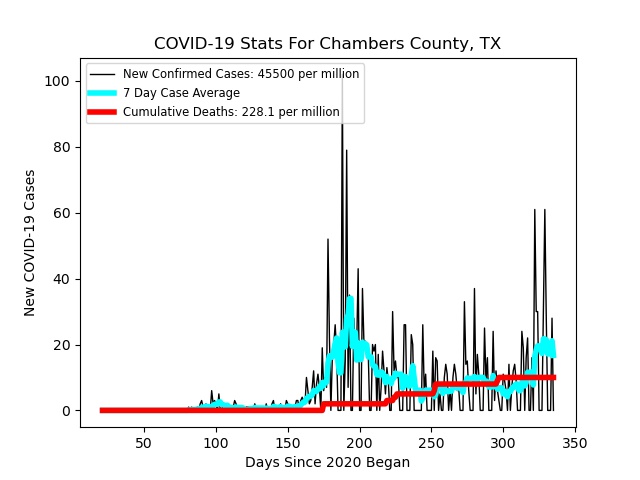 COVID-19 Stats For Chambers County, TX
New Confirmed Cases: 45500 per million
7 Day Case Average
Cumulative Deaths: 228.1 per million
New COVID-19 Cases
100
80
60
40
20
0
50 100 150 200 250 300 350
Days Since 2020 Began